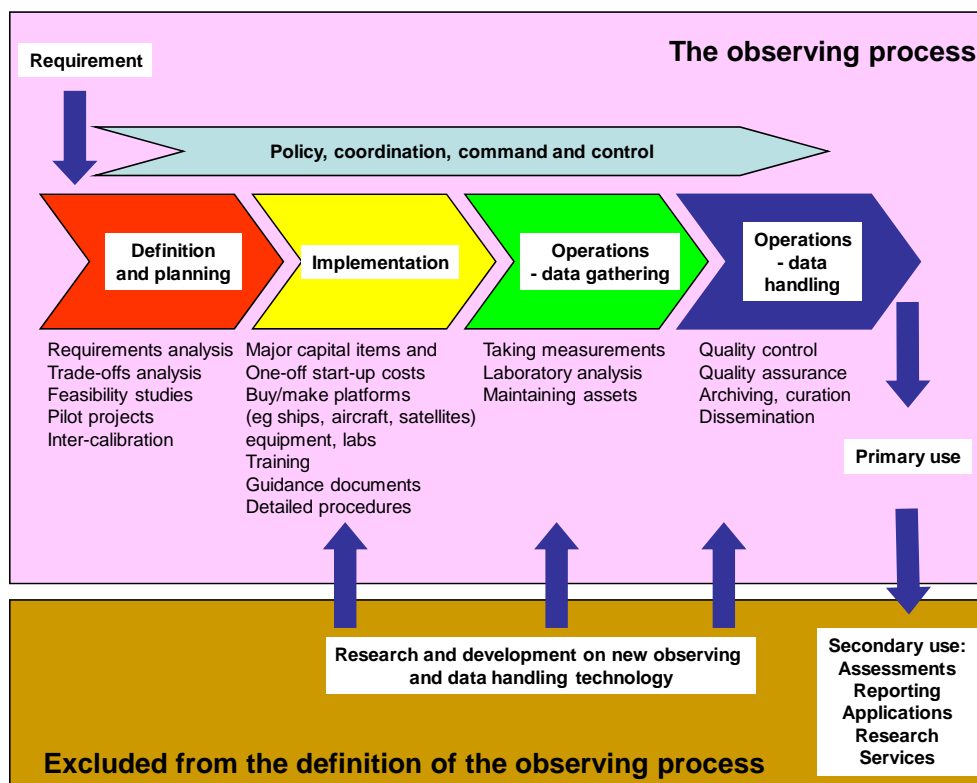 The observing process
Requirement
Policy, coordination, command and control
Definition
and planning
Implementation
Operations
- data gathering
Operations
- data
handling
Requirements analysis
Trade-offs analysis
Feasibility studies
Pilot projects
Inter-calibration
Major capital items and
One-off start-up costs
Buy/make platforms
(eg ships, aircraft, satellites)
equipment, labs
Training
Guidance documents
Detailed procedures
Taking measurements
Laboratory analysis
Maintaining assets
Quality control
Quality assurance
Archiving, curation
Dissemination
Primary use
Research and development on new observing
and data handling technology
Secondary use:
Assessments
Reporting
Applications
Research
Services
Excluded from the definition of the observing process